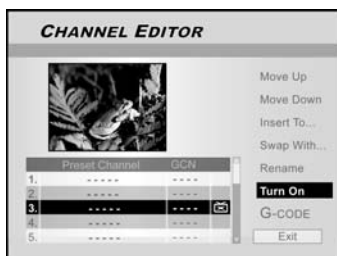 CHANNEL EDITOR
Move Up
Move Down
Insert To...
Swap With...
Rename
Turn On
G-CODE
Exit
Preset Channel GCN
1. ----- ----
2. ----- ----
3. ----- ----
4. ----- ----
5. ----- ----